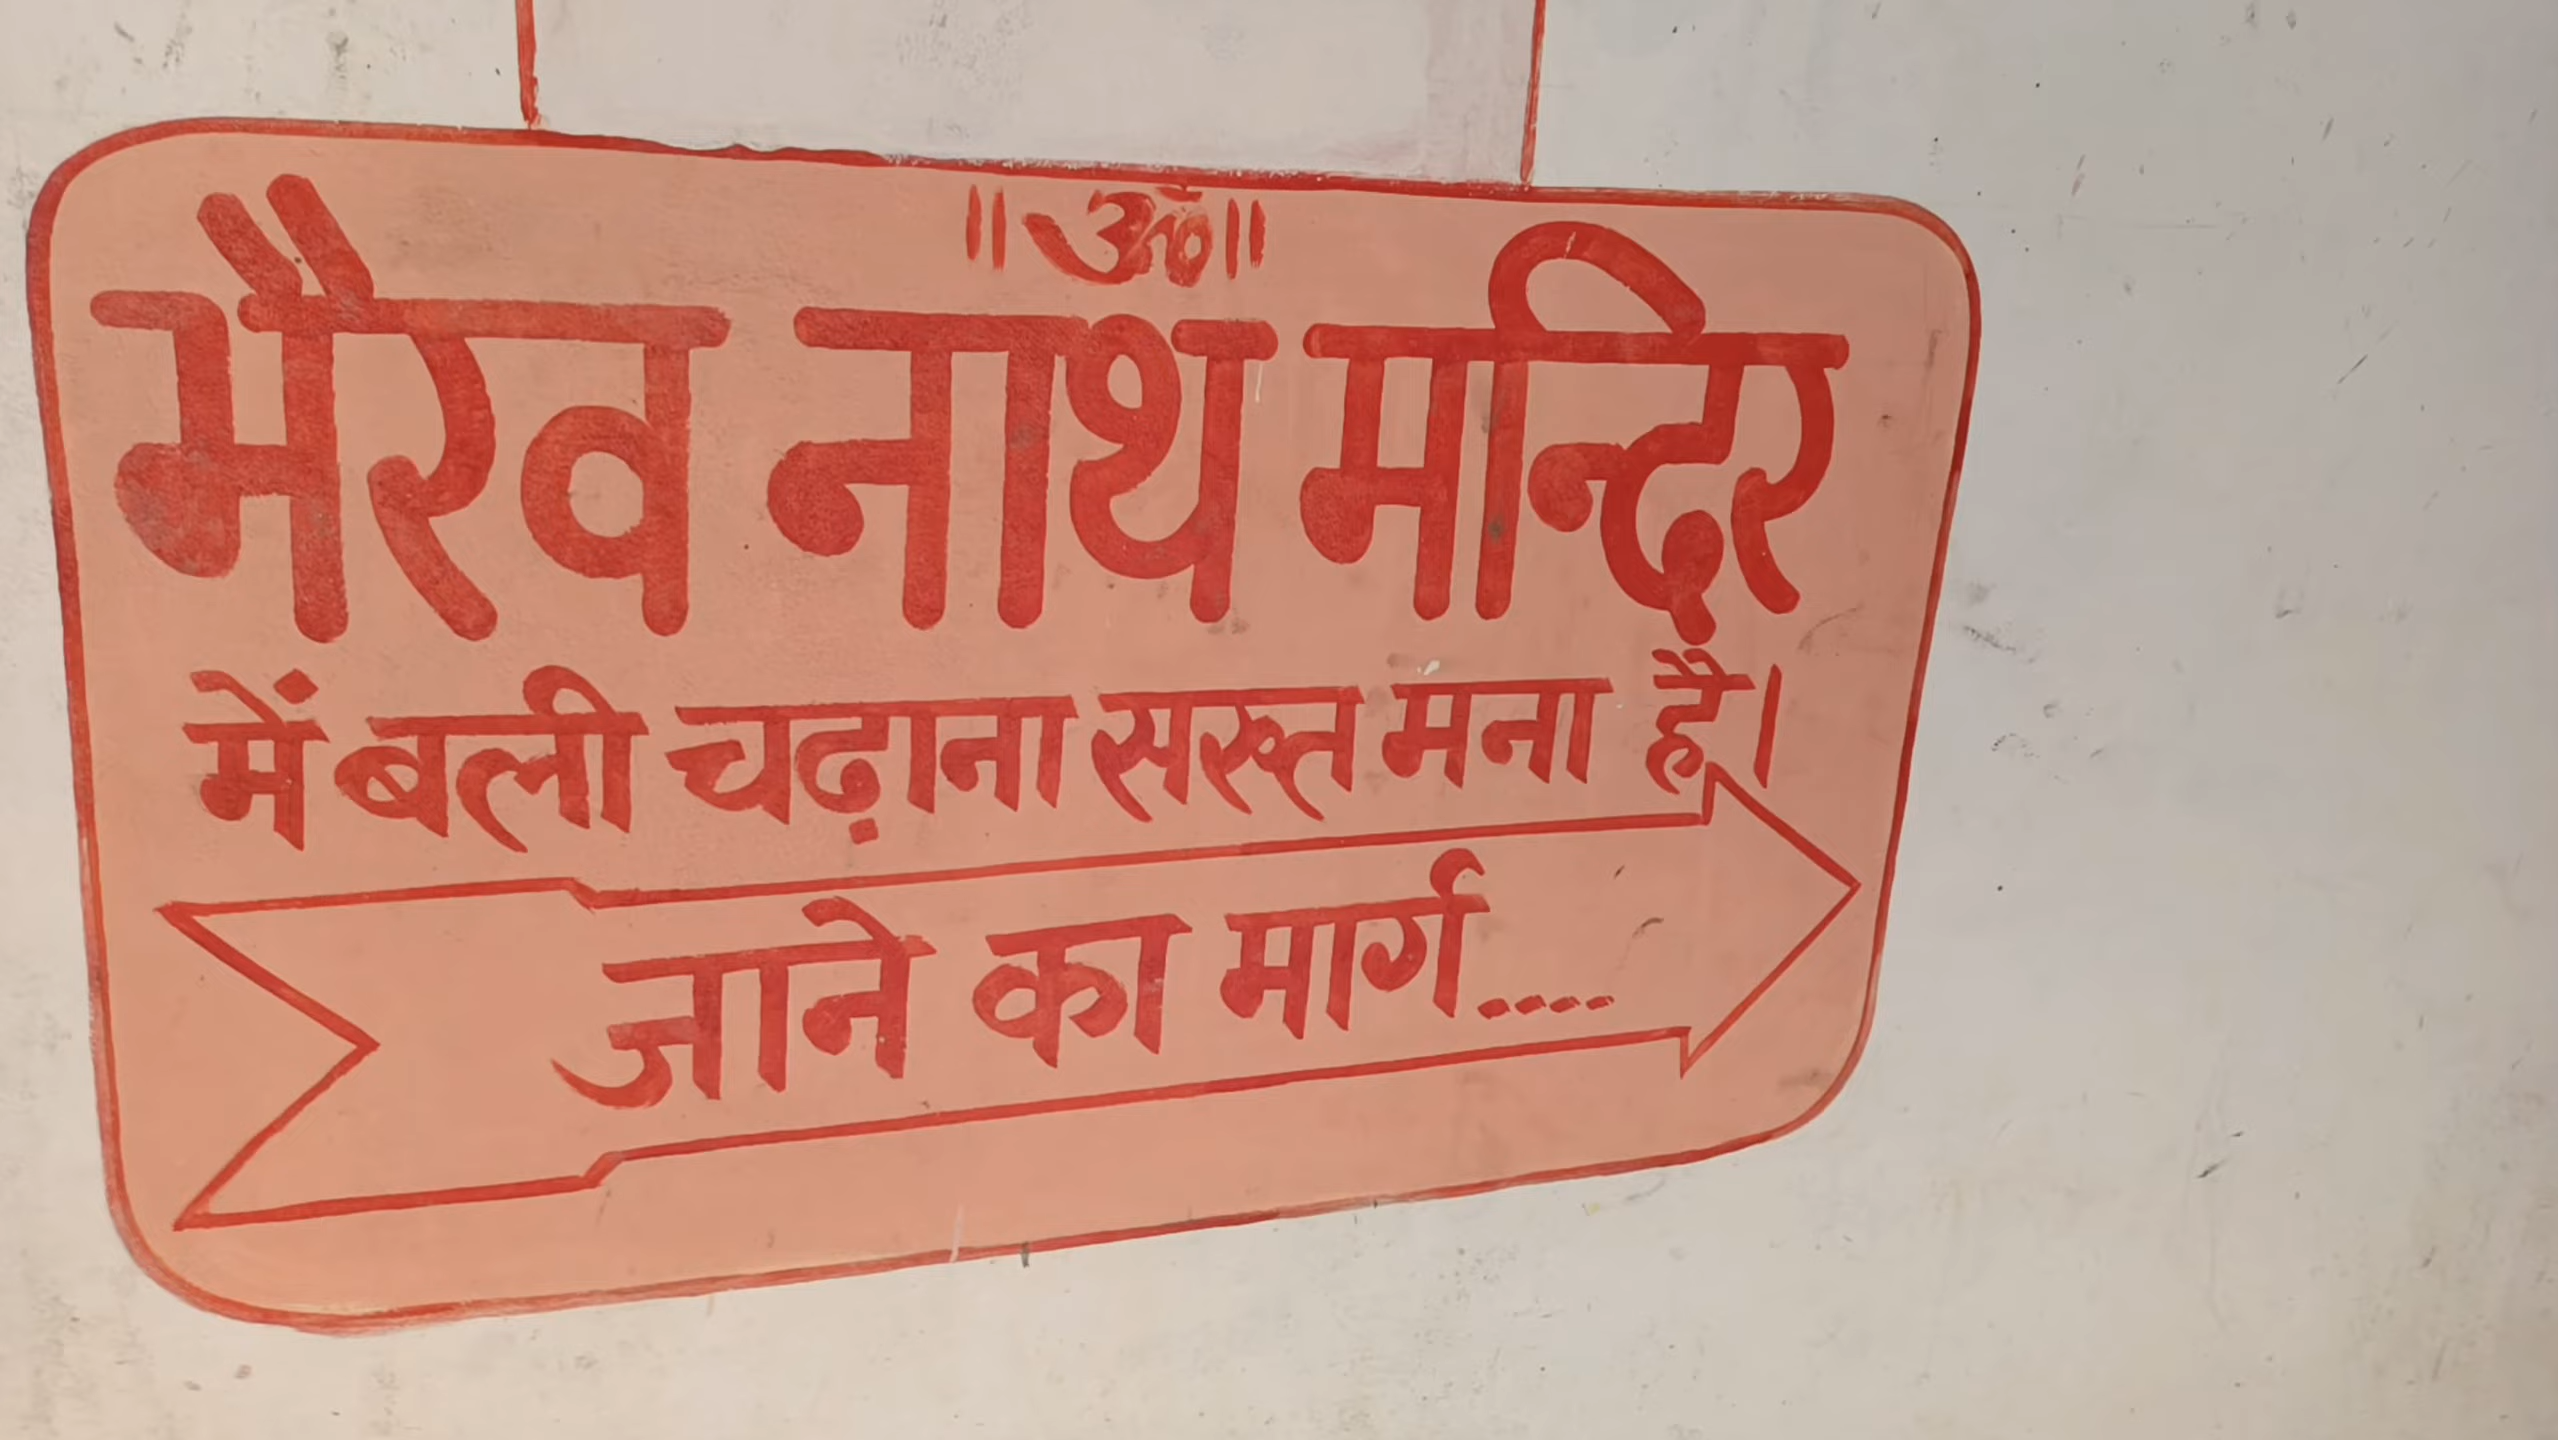 ॥ ॐ ॥
भैरव नाथ मन्दिर
में बली चढ़ाना सख्त मना है।
जाने का मार्ग....